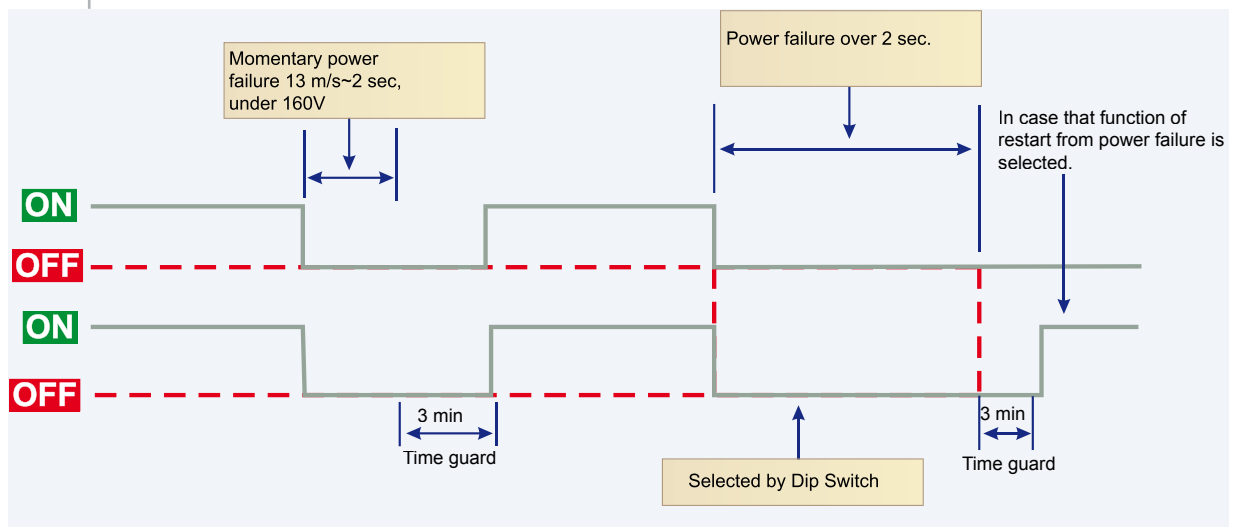 Momentary power
failure 13 m/s~2 sec,
under 160V
Power failure over 2 sec.
In case that function of
restart from power failure is
selected.
ON
OFF
ON
OFF
3 min
Time guard
3 min
Time guard
Selected by Dip Switch